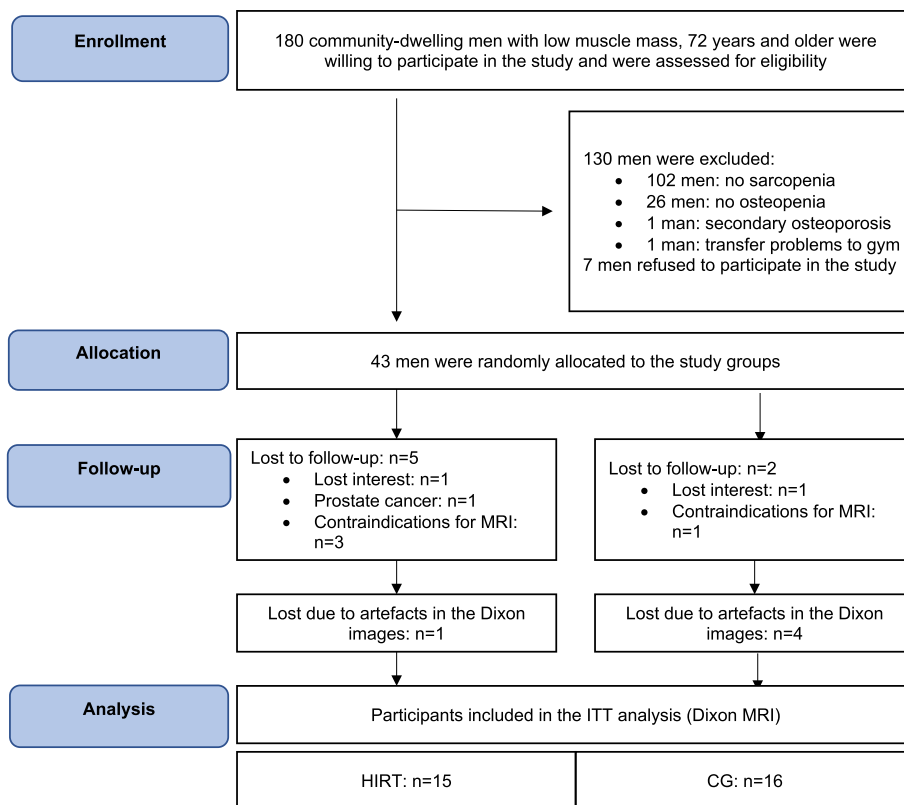 Enrollment
180 community-dwelling men with low muscle mass, 72 years and older were
willing to participate in the study and were assessed for eligibility
130 men were excluded:
• 102 men: no sarcopenia
• 26 men: no osteopenia
• 1 man: secondary osteoporosis
• 1 man: transfer problems to gym
7 men refused to participate in the study
Allocation
43 men were randomly allocated to the study groups
Follow-up
Lost to follow-up: n=5
• Lost interest: n=1
• Prostate cancer: n=1
• Contraindications for MRI:
n=3
Lost to follow-up: n=2
• Lost interest: n=1
• Contraindications for MRI:
n=1
Lost due to artefacts in the Dixon
images: n=1
Lost due to artefacts in the Dixon
images: n=4
Analysis
Participants included in the ITT analysis (Dixon MRI)
HIRT: n=15
CG: n=16